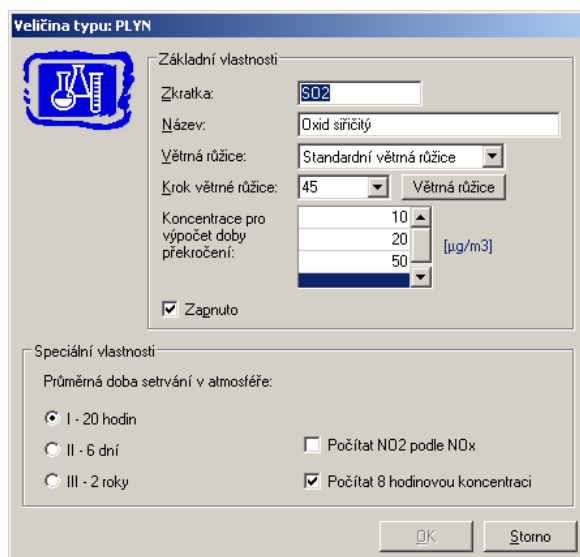 Veličina typu: PLYN
Základní vlastnosti
Zkratka: SO2
Název: Oxid siřičitý
Větrná růžice: Standardní větrná růžice
Krok větrné růžice: 45 Větrná růžice
Koncentrace pro
výpočet doby
překročení:
10
20
50
[µg/m3]
Zapnuto
Speciální vlastnosti
Průměrná doba setrvání v atmosféře:
I - 20 hodin
II - 6 dní
III - 2 roky
Počítat NO2 podle NOx
Počítat 8 hodinovou koncentraci
OK Storno